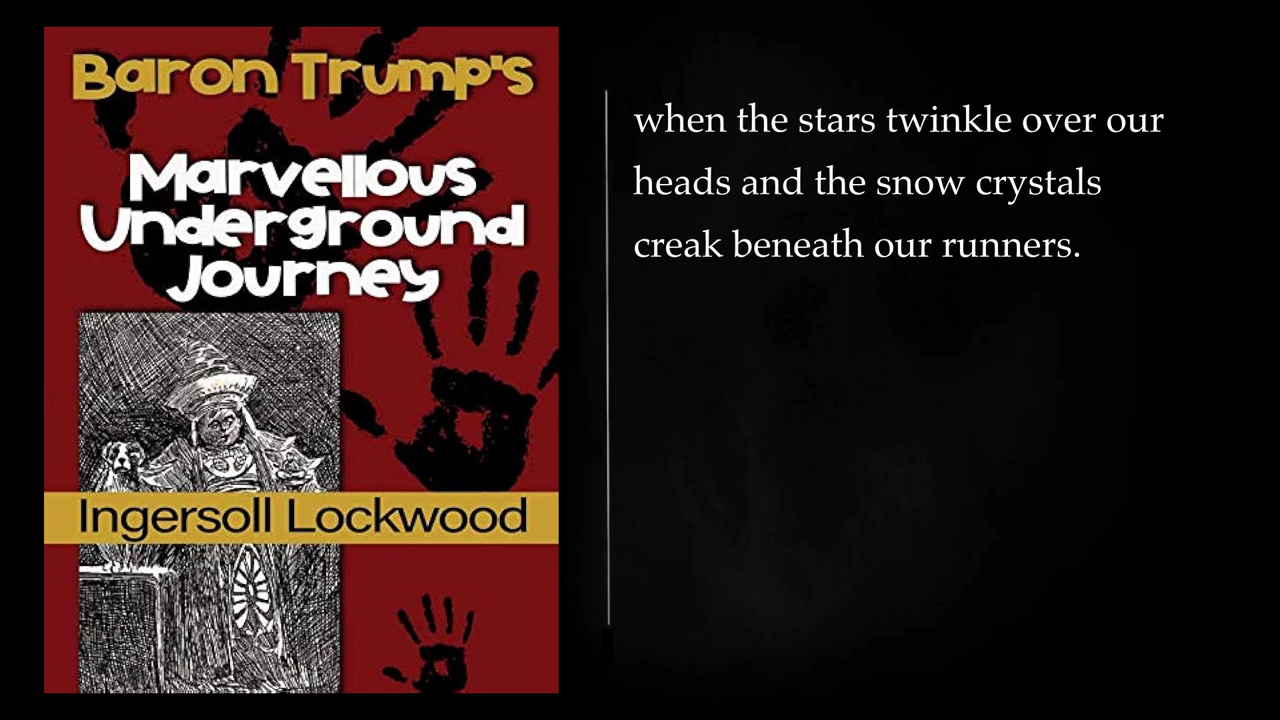 Baron Trump's
Marvellous
Underground
Journey
Ingersoll Lockwood
when the stars twinkle over our
heads and the snow crystals
creak beneath our runners.